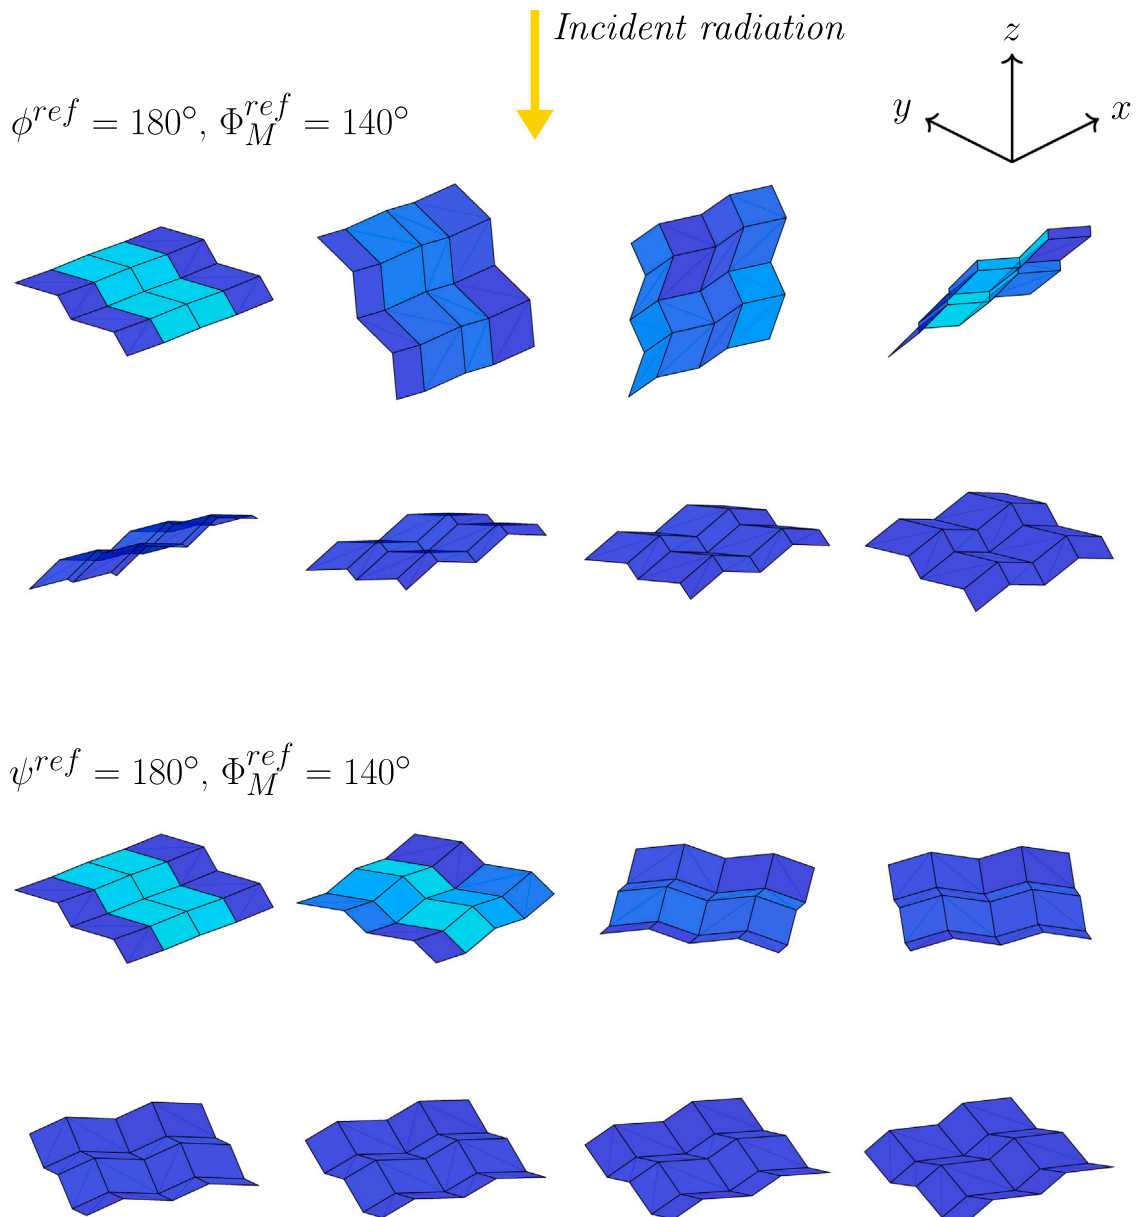 Incident radiation
z
y
x
ϕ^{ref} = 180°, Φ_M^{ref} = 140°
ψ^{ref} = 180°, Φ_M^{ref} = 140°